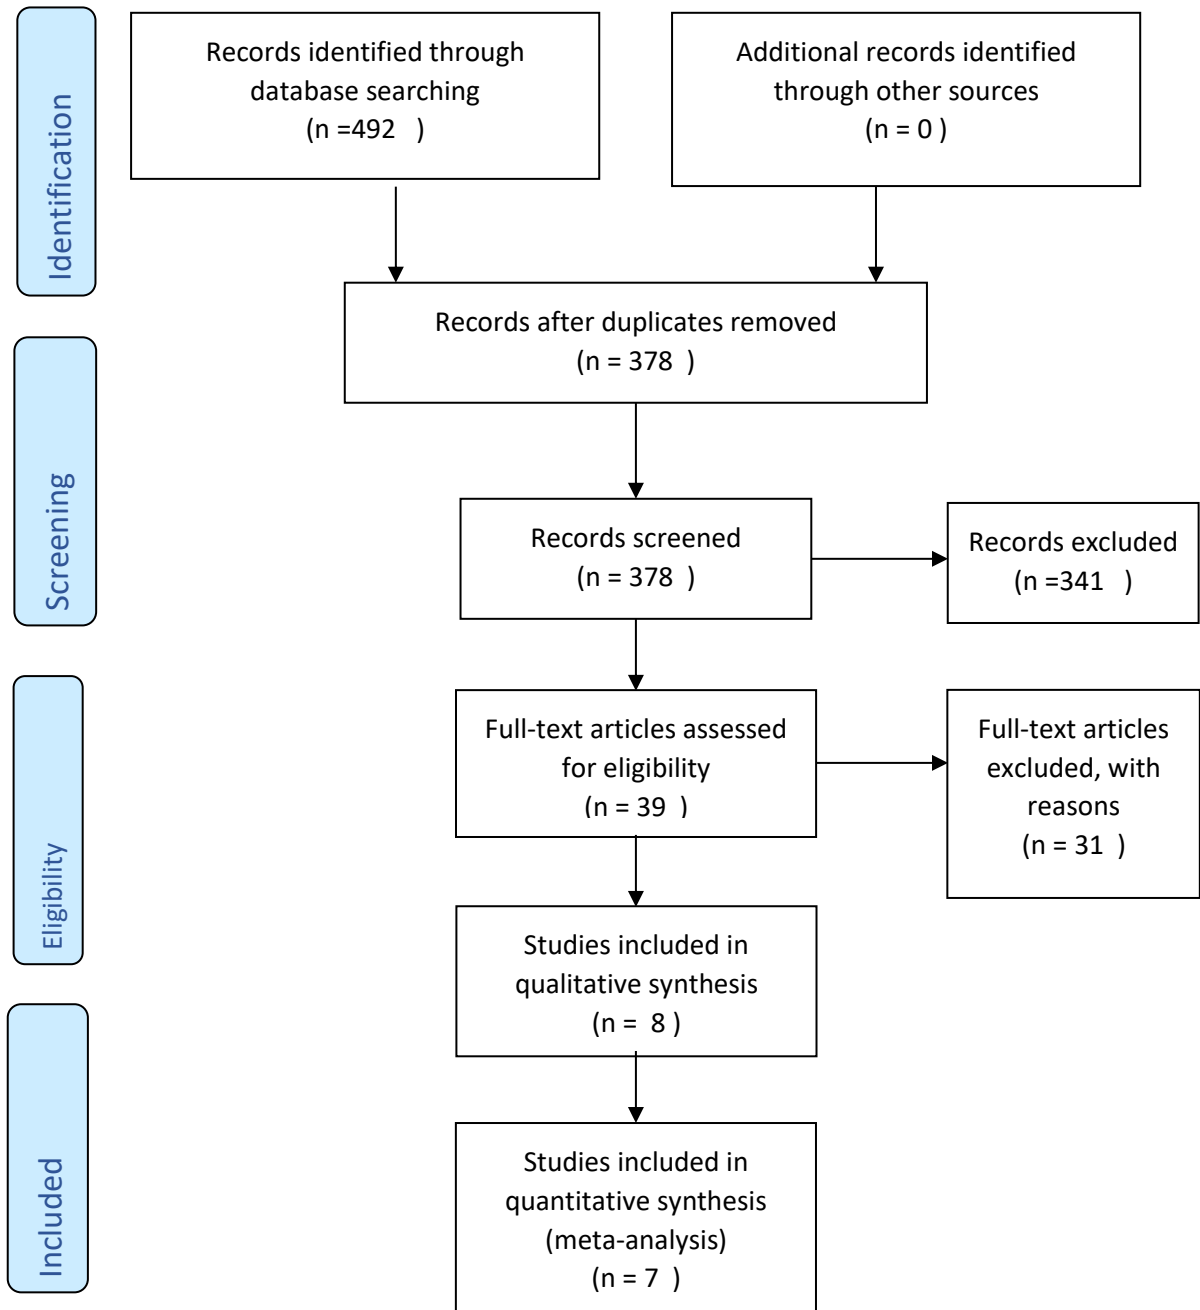 Identification
Records identified through
database searching
(n =492   )
Additional records identified
through other sources
(n = 0 )
Records after duplicates removed
(n = 378  )
Screening
Records screened
(n = 378  )
Records excluded
(n =341   )
Eligibility
Full-text articles assessed
for eligibility
(n = 39  )
Full-text articles
excluded, with
reasons
(n = 31  )
Studies included in
qualitative synthesis
(n =  8 )
Included
Studies included in
quantitative synthesis
(meta-analysis)
(n = 7  )